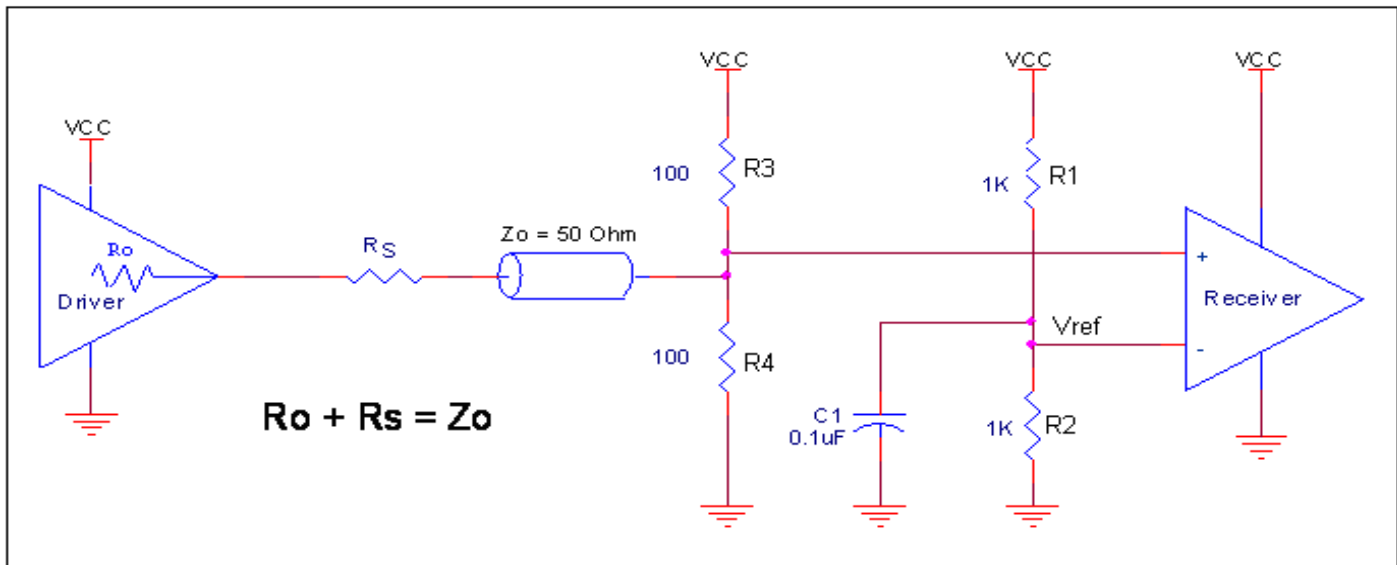 VCC
VCC
VCC
VCC
Ro
Driver
RS
Zo = 50 Ohm
100
R3
100
R4
1K
R1
Vref
1K
R2
C1
0.1uF
+
-
Receiver
Ro + Rs = Zo